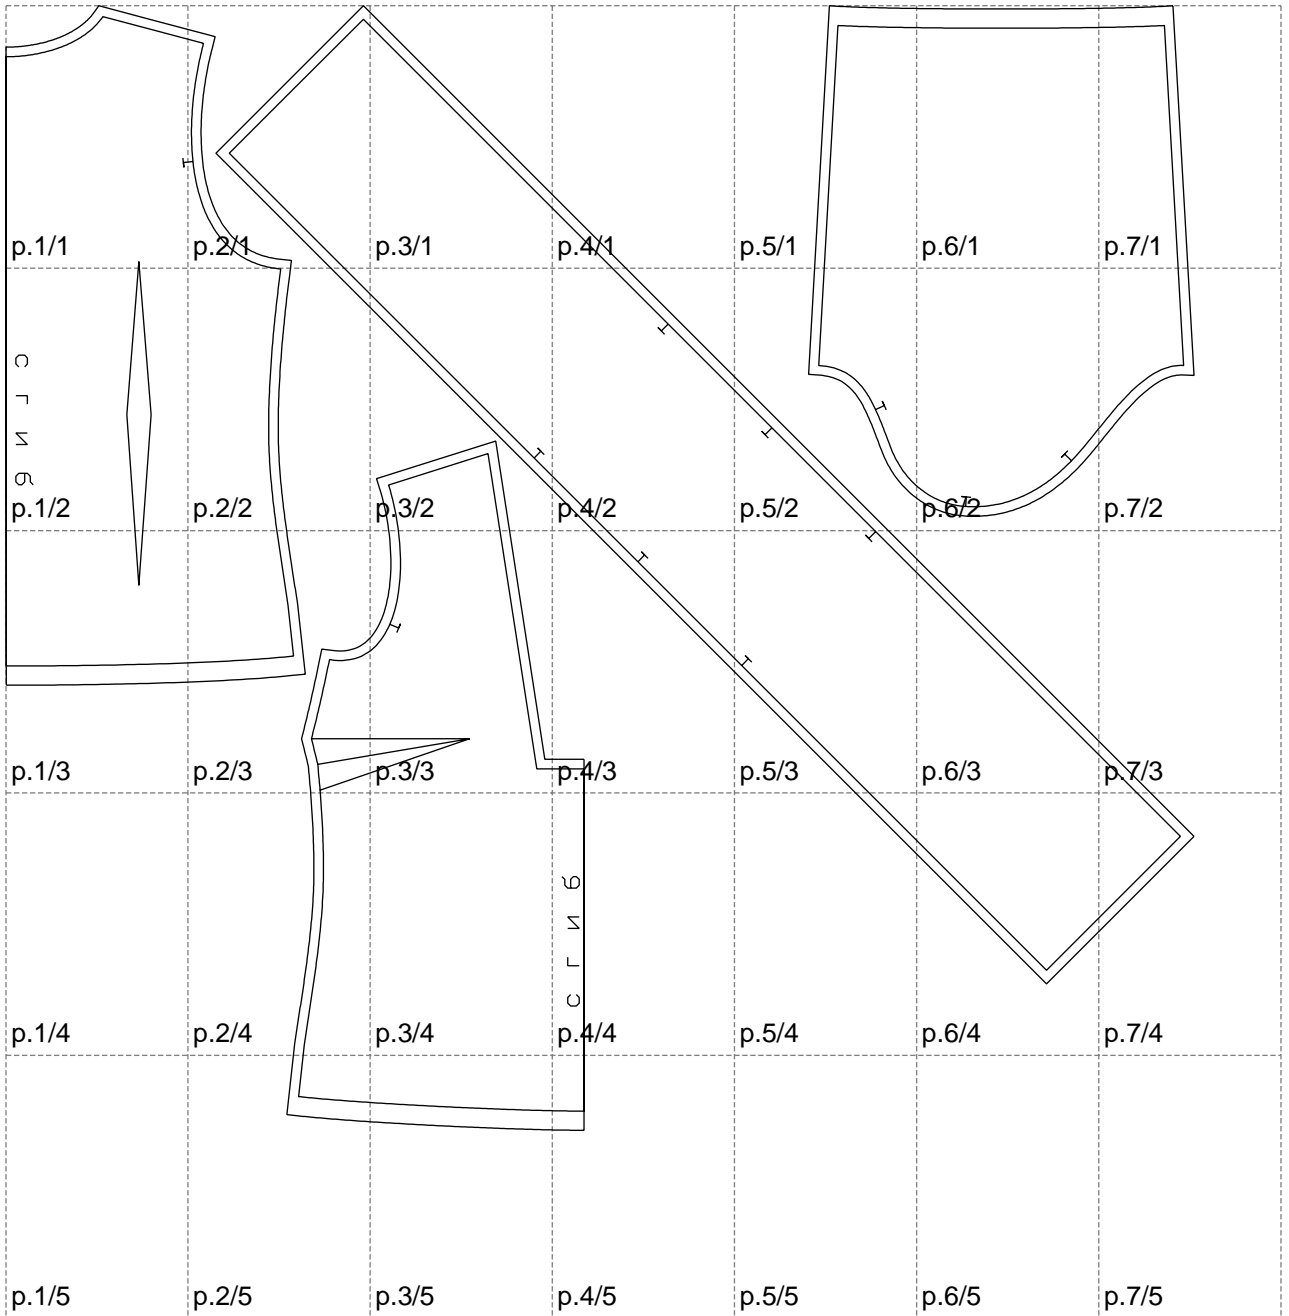 p.1/1 p.2/1 p.3/1 p.4/1 p.5/1 p.6/1 p.7/1
с г и б
p.1/2 p.2/2 p.3/2 p.4/2 p.5/2 p.6/2 p.7/2
p.1/3 p.2/3 p.3/3 p.4/3 p.5/3 p.6/3 p.7/3
с г и б
p.1/4 p.2/4 p.3/4 p.4/4 p.5/4 p.6/4 p.7/4
p.1/5 p.2/5 p.3/5 p.4/5 p.5/5 p.6/5 p.7/5